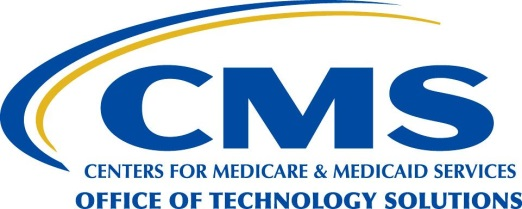 CMS
CENTERS FOR MEDICARE & MEDICAID SERVICES
OFFICE OF TECHNOLOGY SOLUTIONS